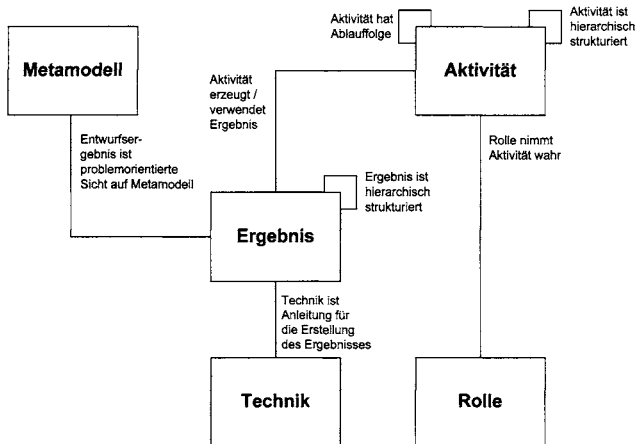 Aktivität hat
Ablauffolge
Aktivität ist
hierarchisch
strukturiert
Metamodell
Aktivität
Aktivität
erzeugt /
verwendet
Ergebnis
Entwurfser-
gebnis ist
problemorientierte
Sicht auf Metamodell
Rolle nimmt
Aktivität wahr
Ergebnis ist
hierarchisch
strukturiert
Ergebnis
Technik ist
Anleitung für
die Erstellung
des Ergebnisses
Technik
Rolle